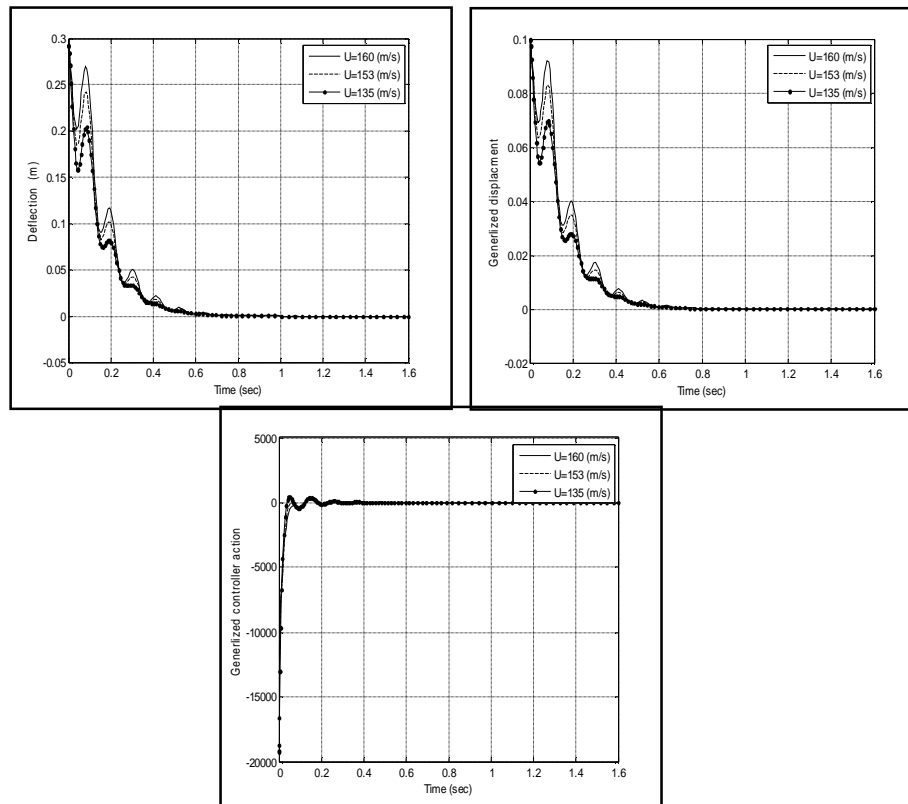 0.3
0.25
0.2
0.15
0.1
0.05
0
-0.05
Deflection (m)
0 0.2 0.4 0.6 0.8 1 1.2 1.4 1.6
Time (sec)
U=160 (m/s)
U=153 (m/s)
U=135 (m/s)
0.1
0.08
0.06
0.04
0.02
0
-0.02
Generlized displacment
0 0.2 0.4 0.6 0.8 1 1.2 1.4 1.6
Time (sec)
U=160 (m/s)
U=153 (m/s)
U=135 (m/s)
5000
0
-5000
-10000
-15000
-20000
Generlized controller action
0 0.2 0.4 0.6 0.8 1 1.2 1.4 1.6
Time (sec)
U=160 (m/s)
U=153 (m/s)
U=135 (m/s)